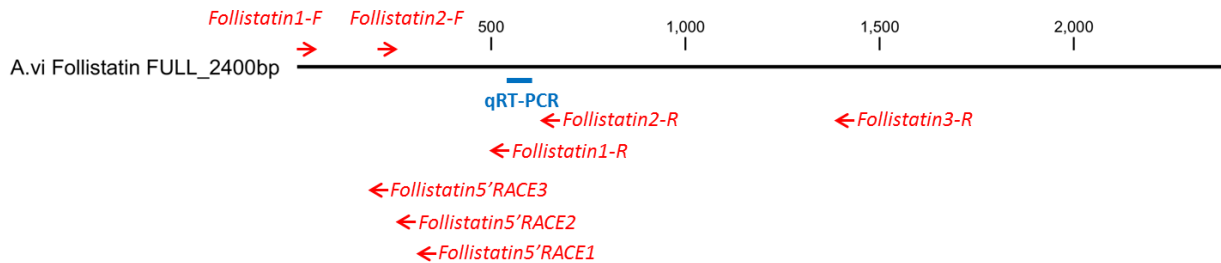 Follistatin1-F Follistatin2-F
500 1,000 1,500 2,000
A.vi Follistatin FULL_2400bp
qRT-PCR
Follistatin2-R Follistatin3-R
Follistatin1-R
Follistatin5'RACE3
Follistatin5'RACE2
Follistatin5'RACE1